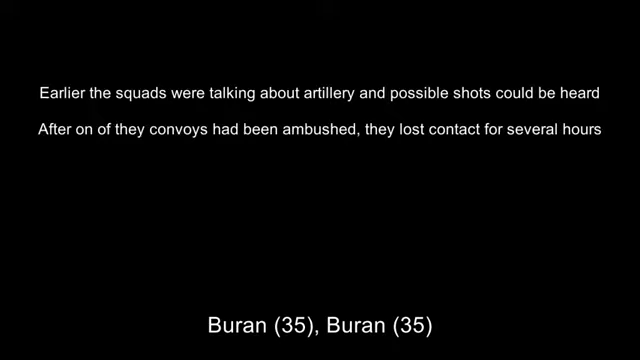 Earlier the squads were talking about artillery and possible shots could be heard
After on of they convoys had been ambushed, they lost contact for several hours
Buran (35), Buran (35)